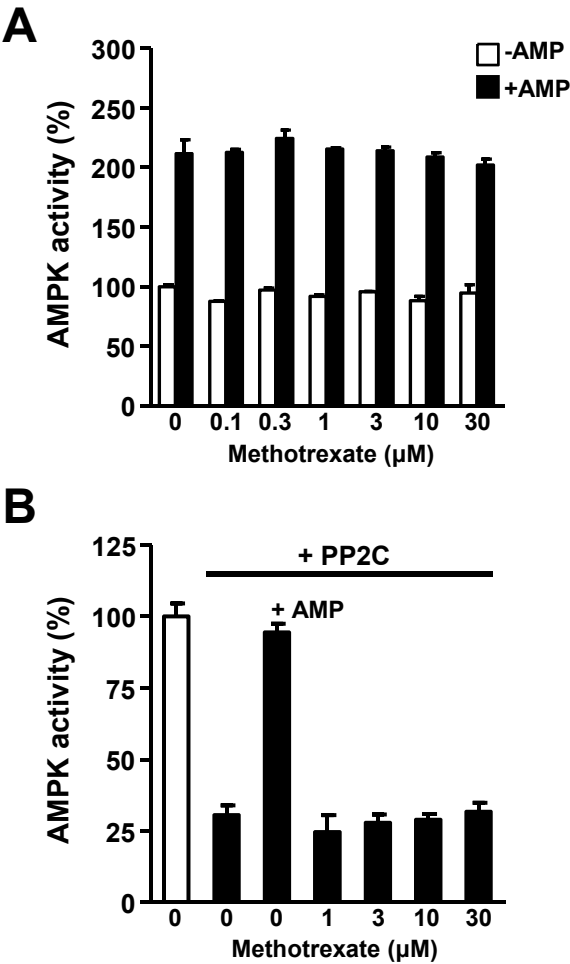 A
-AMP
+AMP
AMPK activity (%)
300
250
200
150
100
50
0
0 0.1 0.3 1 3 10 30
Methotrexate (µM)
B
+ PP2C
+ AMP
AMPK activity (%)
125
100
75
50
25
0
0 0 0 1 3 10 30
Methotrexate (µM)